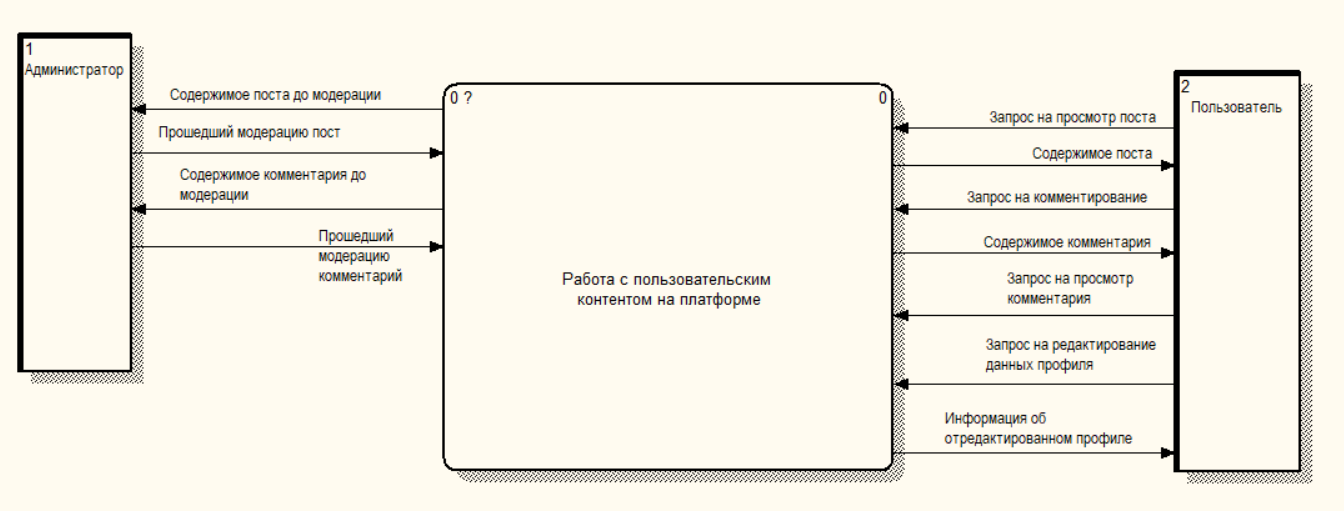 1
Администратор
Содержимое поста до модерации
Прошедший модерацию пост
Содержимое комментария до
модерации
Прошедший
модерацию
комментарий
0 ?
0
Работа с пользовательским
контентом на платформе
Запрос на просмотр поста
Содержимое поста
Запрос на комментирование
Содержимое комментария
Запрос на просмотр
комментария
Запрос на редактирование
данных профиля
Информация об
отредактированном профиле
2
Пользователь